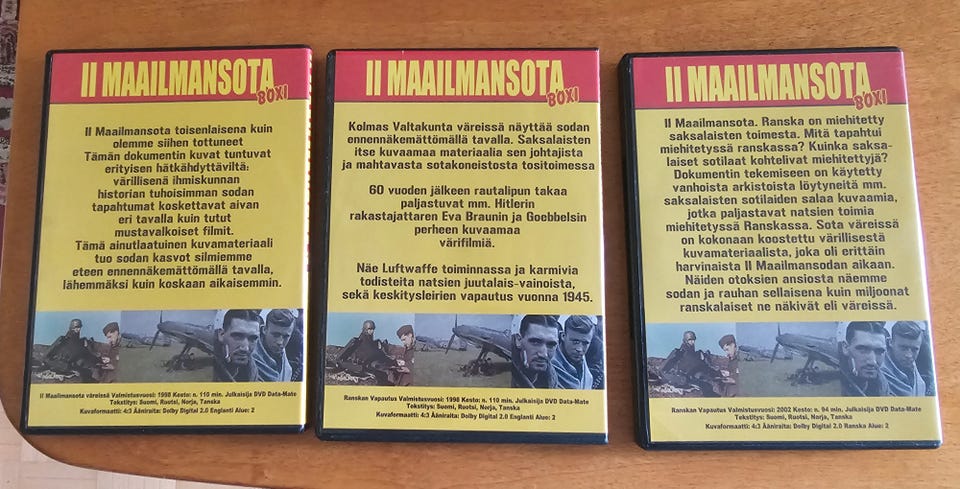 II MAAILMANSOTA
BOXI
II Maailmansota toisenlaisena kuin
olemme siihen tottuneet
Tämän dokumentin kuvat tuntuvat
erityisen hätkähdyttäviltä:
värillisenä ihmiskunnan
historian tuhoisimman sodan
tapahtumat koskettavat aivan
eri tavalla kuin tutut
mustavalkoiset filmit.
Tämä ainutlaatuinen kuvamateriaali
tuo sodan kasvot silmiemme
eteen ennennäkemättömällä tavalla,
lähemmäksi kuin koskaan aikaisemmin.
II Maailmansota väreissä Valmistusvuosi: 1998 Kesto: n. 110 min. Julkaisija DVD Data-Mate
Tekstitys: Suomi, Ruotsi, Norja, Tanska
Kuvaformaatti: 4:3 Ääniraita: Dolby Digital 2.0 Englanti Alue: 2
II MAAILMANSOTA
BOXI
Kolmas Valtakunta väreissä näyttää sodan
ennennäkemättömällä tavalla. Saksalaisten
itse kuvaamaa materiaalia sen johtajista
ja mahtavasta sotakoneistosta tositoimessa
60 vuoden jälkeen rautalipun takaa
paljastuvat mm. Hitlerin
rakastajattaren Eva Braunin ja Goebbelsin
perheen kuvaamaa
värifilmiä.
Näe Luftwaffe toiminnassa ja karmivia
todisteita natsien juutalais-vainoista,
sekä keskitysleirien vapautus vuonna 1945.
Ranskan Vapautus Valmistusvuosi: 1998 Kesto: n. 110 min. Julkaisija DVD Data-Mate
Tekstitys: Suomi, Ruotsi, Norja, Tanska
Kuvaformaatti: 4:3 Ääniraita: Dolby Digital 2.0 Englanti Alue: 2
II MAAILMANSOTA
BOXI
II Maailmansota. Ranska on miehitetty
saksalaisten toimesta. Mitä tapahtui
miehitetyssä ranskassa? Kuinka saksa-
laiset sotilaat kohtelivat miehitettyjä?
Dokumentin tekemiseen on käytetty
vanhoista arkistoista löytyneitä mm.
saksalaisten sotilaiden salaa kuvaamia,
jotka paljastavat natsien toimia
miehitetyssä Ranskassa. Sota väreissä
on kokonaan koostettu värillisestä
kuvamateriaalista, joka oli erittäin
harvinaista II Maailmansodan aikaan.
Näiden otoksien ansiosta näemme
sodan ja rauhan sellaisena kuin miljoonat
ranskalaiset ne näkivät eli väreissä.
Ranskan Vapautus Valmistusvuosi: 2002 Kesto: n. 94 min. Julkaisija DVD Data-Mate
Tekstitys: Suomi, Ruotsi, Norja, Tanska
Kuvaformaatti: 4:3 Ääniraita: Dolby Digital 2.0 Ranska Alue: 2